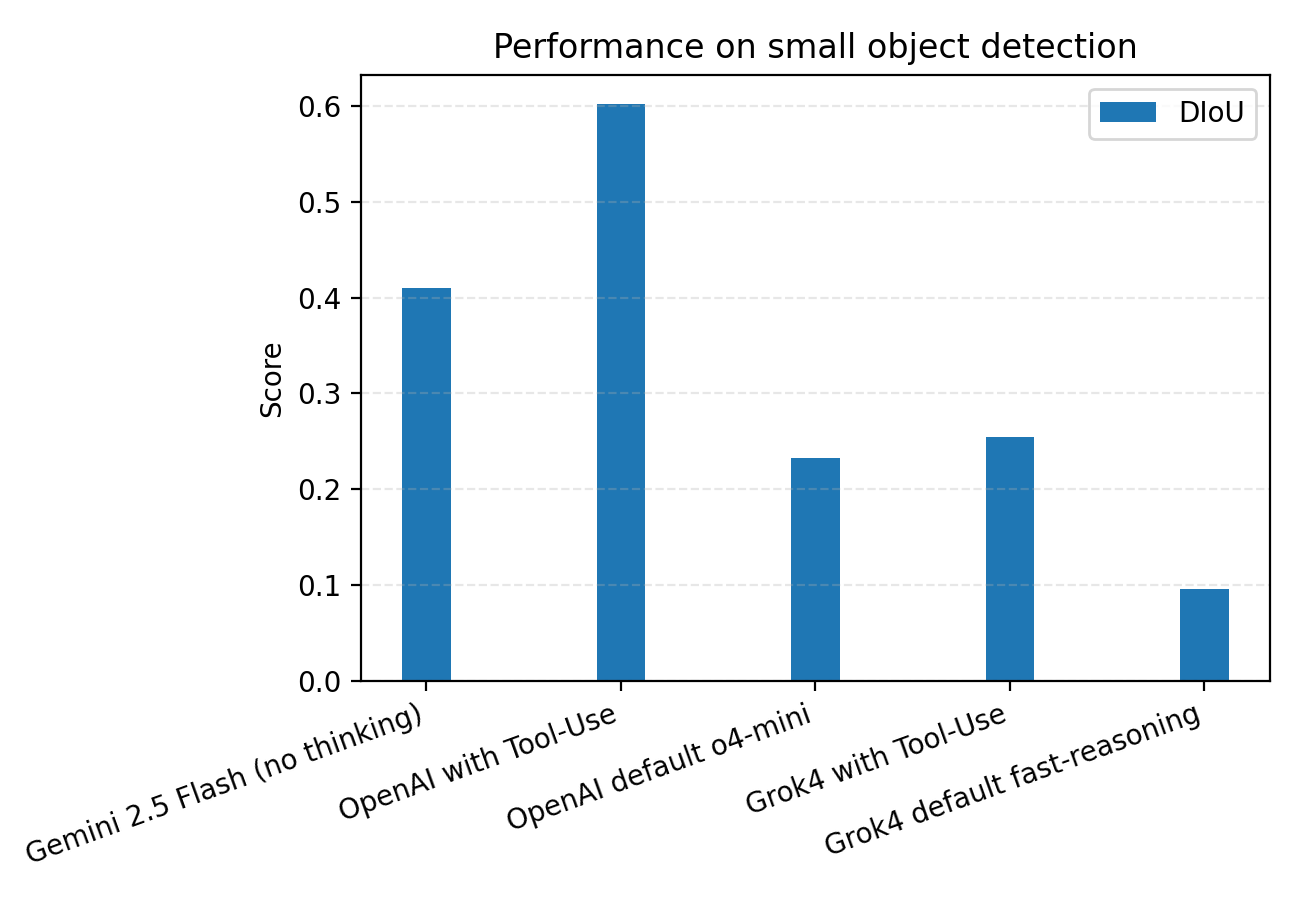 Performance on small object detection
DIoU
Score
0.6
0.5
0.4
0.3
0.2
0.1
0.0
Gemini 2.5 Flash (no thinking)
OpenAI with Tool-Use
OpenAI default o4-mini
Grok4 with Tool-Use
Grok4 default fast-reasoning